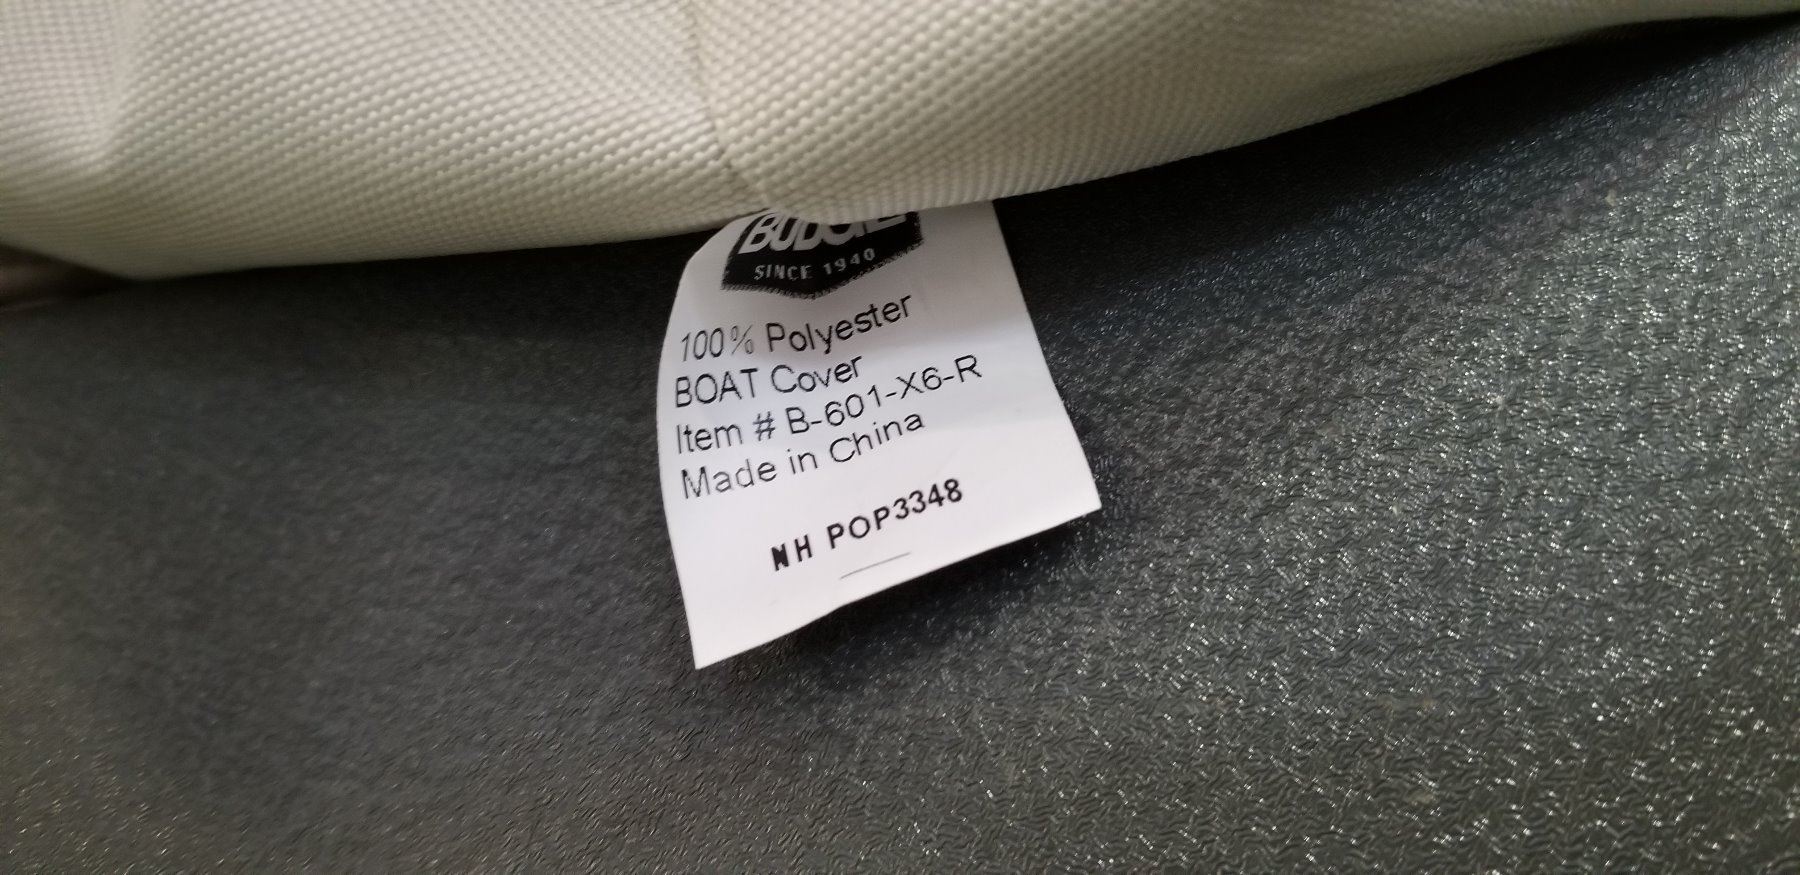 SINCE 1940
100% Polyester
BOAT Cover
Item # B-601-X6-R
Made in China
NH POP3348